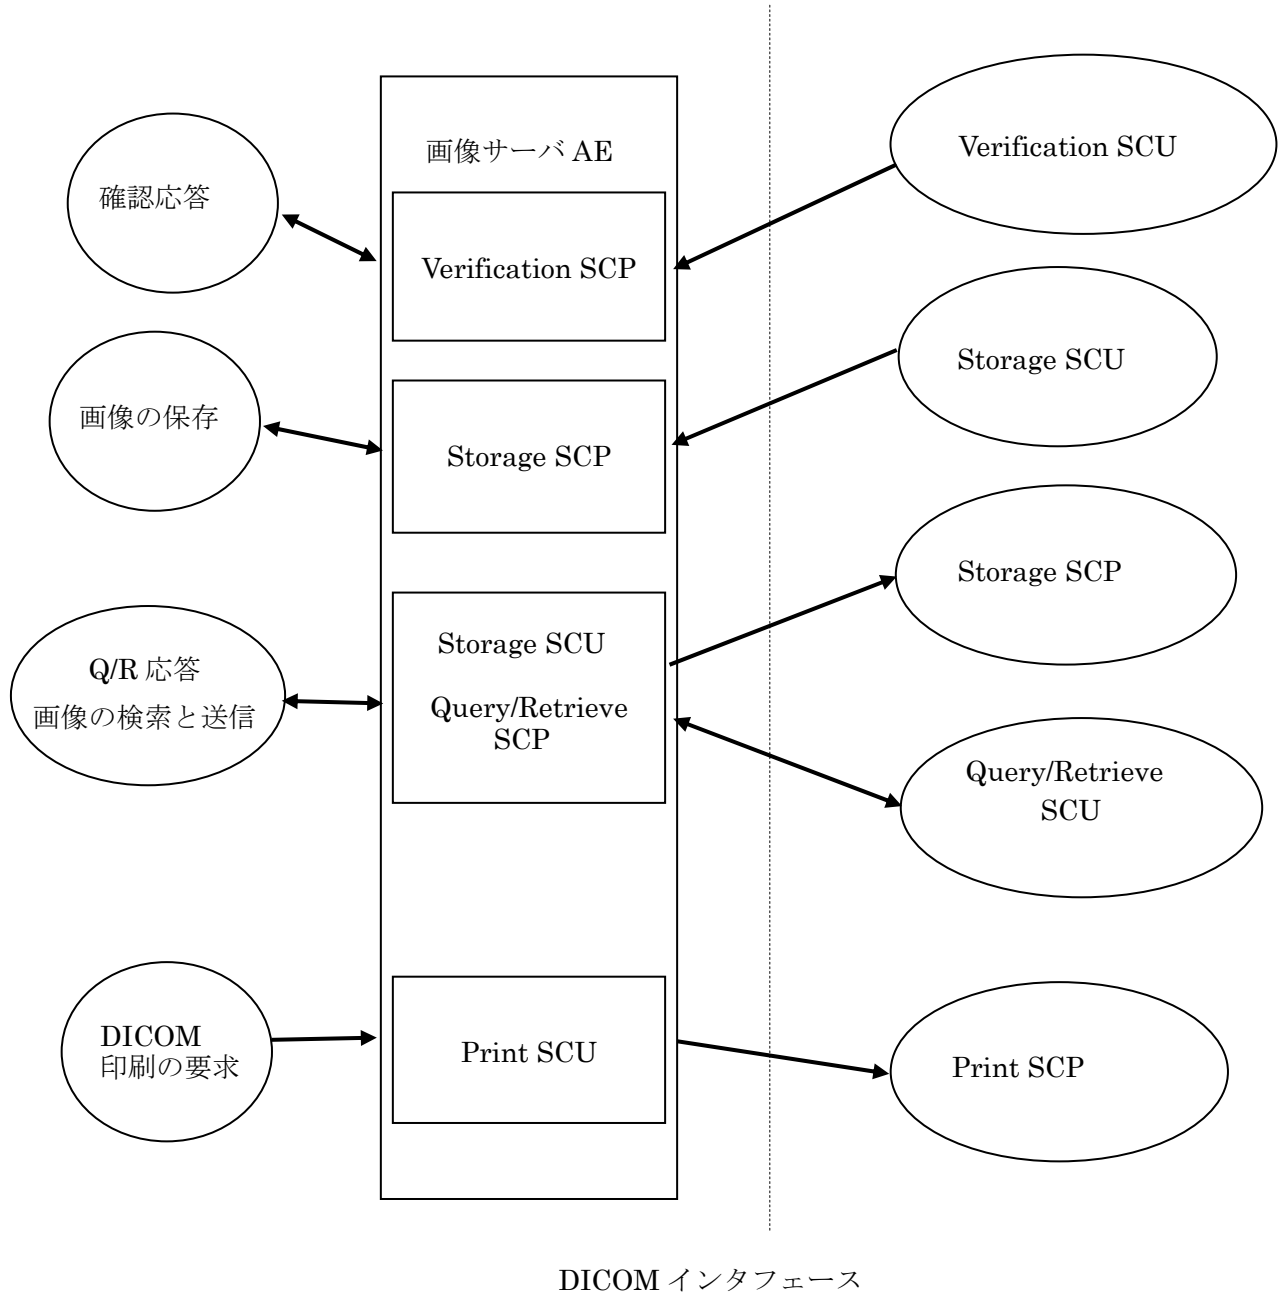 画像サーバ AE
Verification SCU
確認応答
Verification SCP
Storage SCU
画像の保存
Storage SCP
Storage SCP
Storage SCU
Q/R 応答
画像の検索と送信
Query/Retrieve
SCP
Query/Retrieve
SCU
DICOM
印刷の要求
Print SCU
Print SCP
DICOM インタフェース